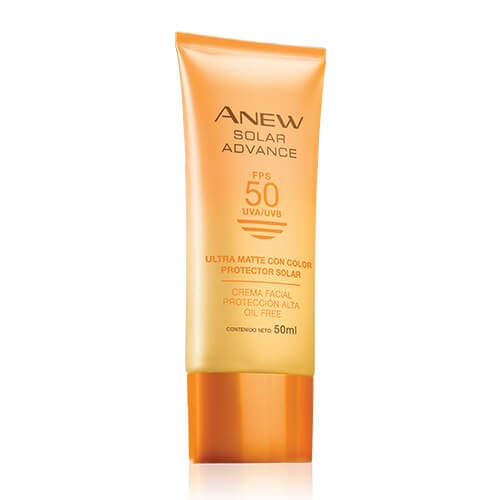 ANEW
SOLAR
ADVANCE
FPS
50
UVA/UVB
ULTRA MATTE CON COLOR
PROTECTOR SOLAR
CREMA FACIAL
PROTECCIÓN ALTA
OIL FREE
CONTENIDO NETO: 50ml